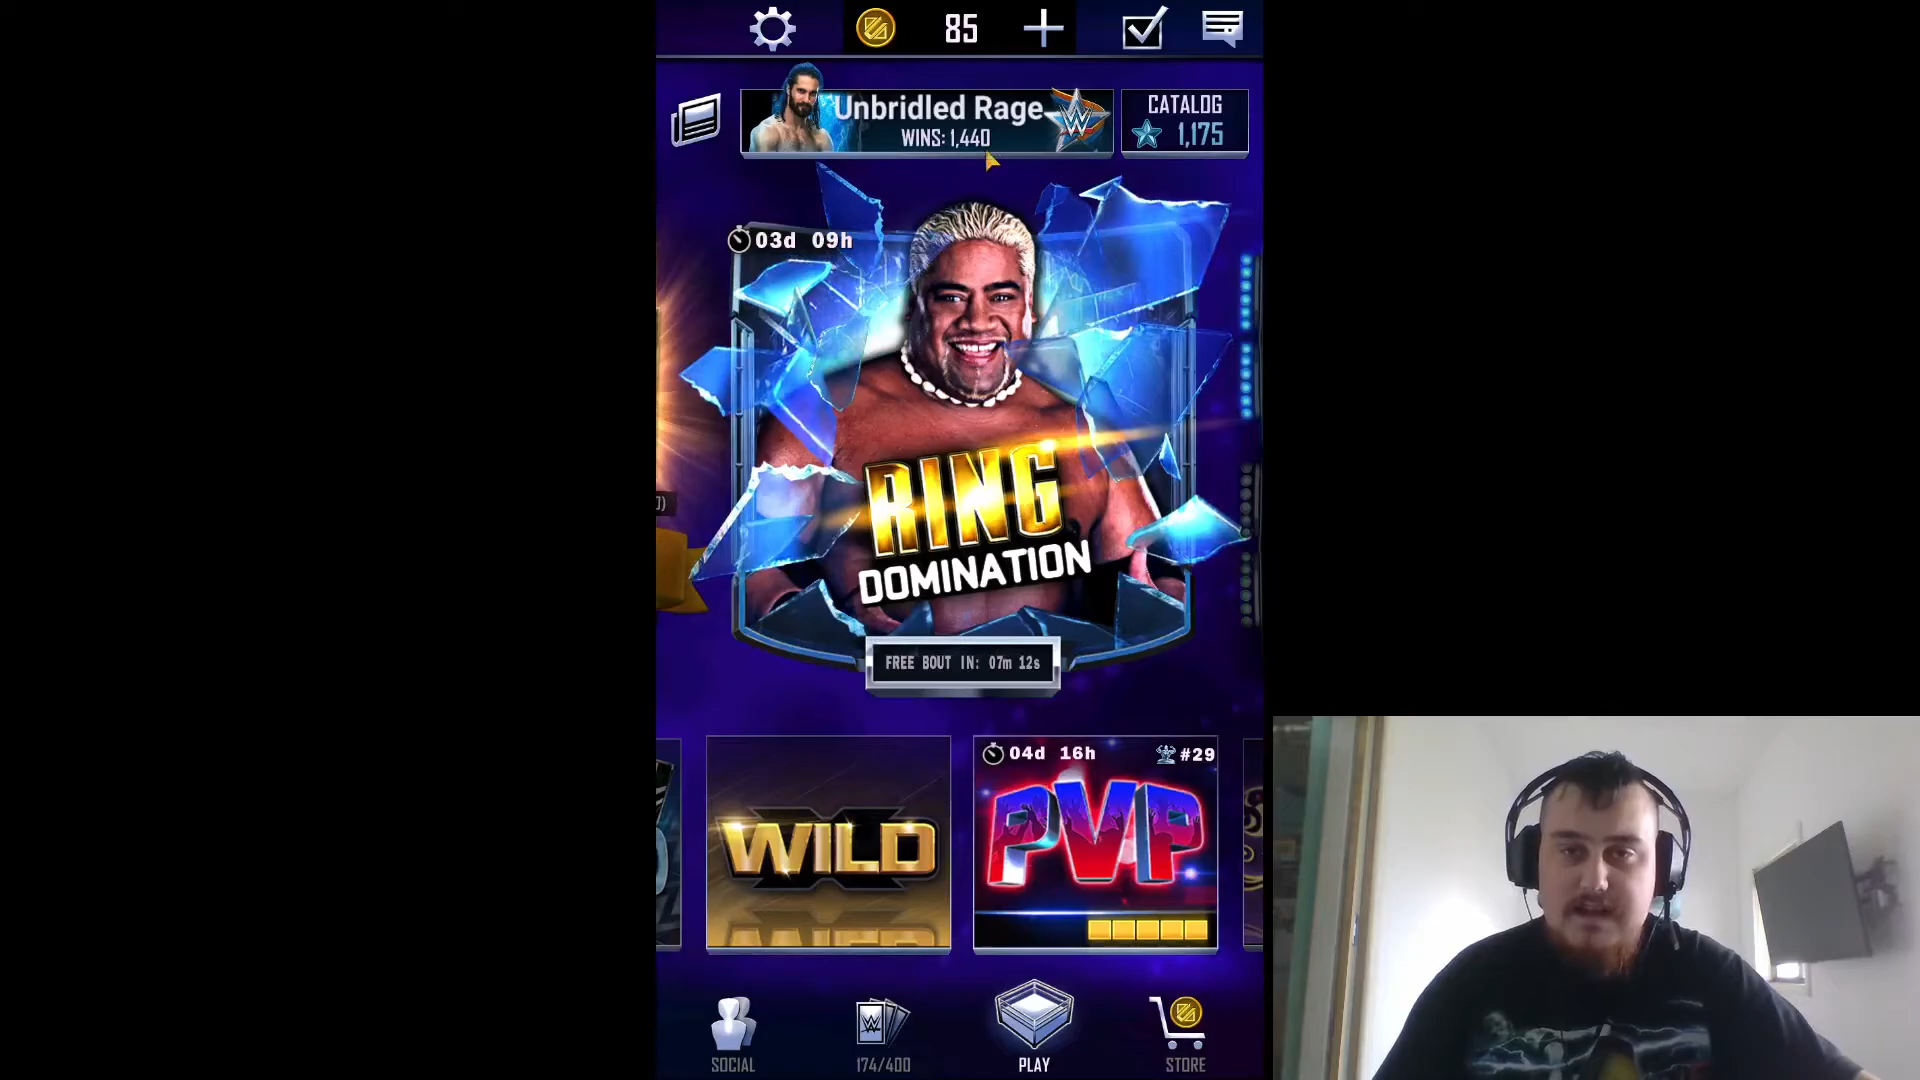 85
Unbridled Rage
WINS: 1,440
CATALOG
1,175
03d 09h
RING
DOMINATION
FREE BOUT IN: 07m 12s
WILD
04d 16h
#29
PVP
SOCIAL
174/400
PLAY
STORE